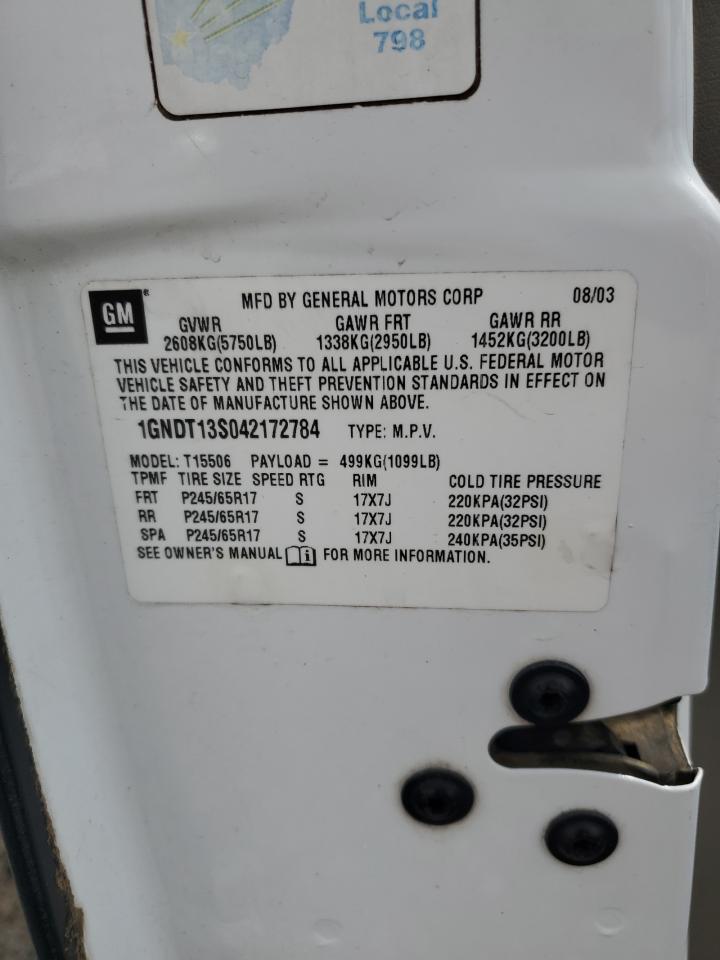 Local
798
GM®
MFD BY GENERAL MOTORS CORP 08/03
GVWR GAWR FRT GAWR RR
2608KG(5750LB) 1338KG(2950LB) 1452KG(3200LB)
THIS VEHICLE CONFORMS TO ALL APPLICABLE U.S. FEDERAL MOTOR
VEHICLE SAFETY AND THEFT PREVENTION STANDARDS IN EFFECT ON
THE DATE OF MANUFACTURE SHOWN ABOVE.
1GNDT13S042172784 TYPE: M.P.V.
MODEL: T15506 PAYLOAD = 499KG(1099LB)
TPMF TIRE SIZE SPEED RTG RIM COLD TIRE PRESSURE
FRT P245/65R17 S 17X7J 220KPA(32PSI)
RR P245/65R17 S 17X7J 220KPA(32PSI)
SPA P245/65R17 S 17X7J 240KPA(35PSI)
SEE OWNER'S MANUAL i FOR MORE INFORMATION.